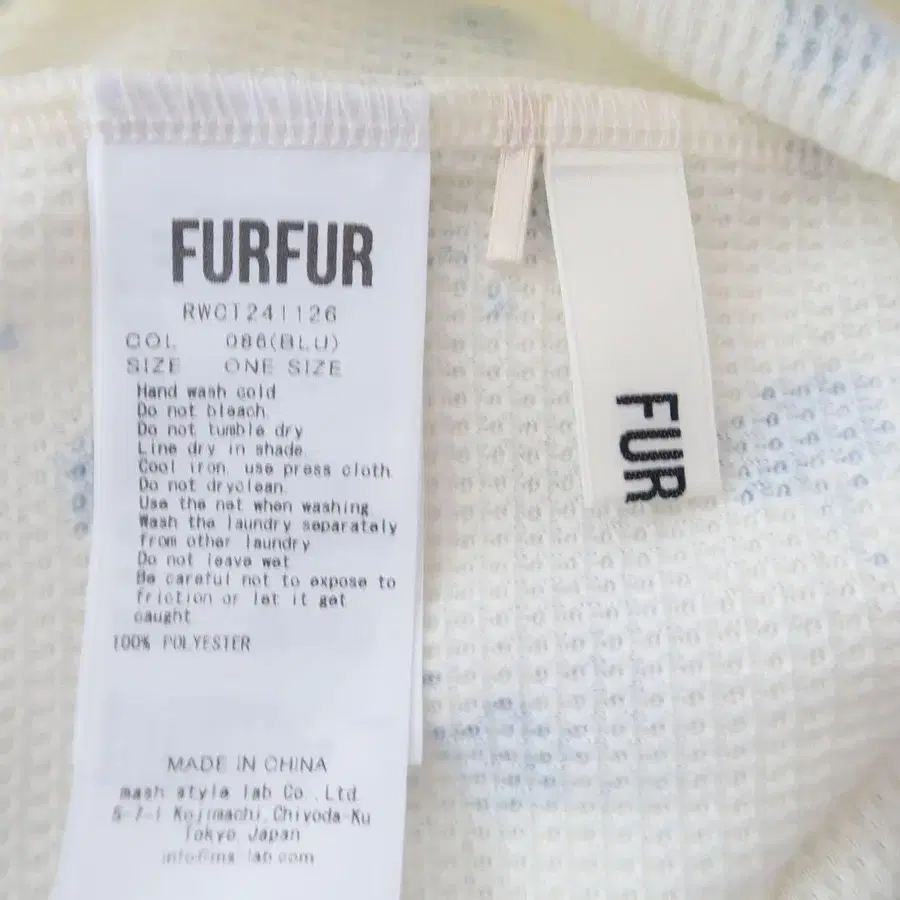 FURFUR
RWCT241126
COL 086(BLU)
SIZE ONE SIZE
Hand wash cold
Do not bleach.
Do not tumble dry
Line dry in shade.
Cool iron, use press cloth.
Do not dryclean.
Use the net when washing.
Wash the laundry separately
from other laundry
Do not leave wet
Be careful not to expose to
friction or let it get
caught.
100% POLYESTER
MADE IN CHINA
mash style lab Co.,Ltd.
5-7-1 Kojimachi,Chiyoda-Ku
Tokyo,Japan
FUR